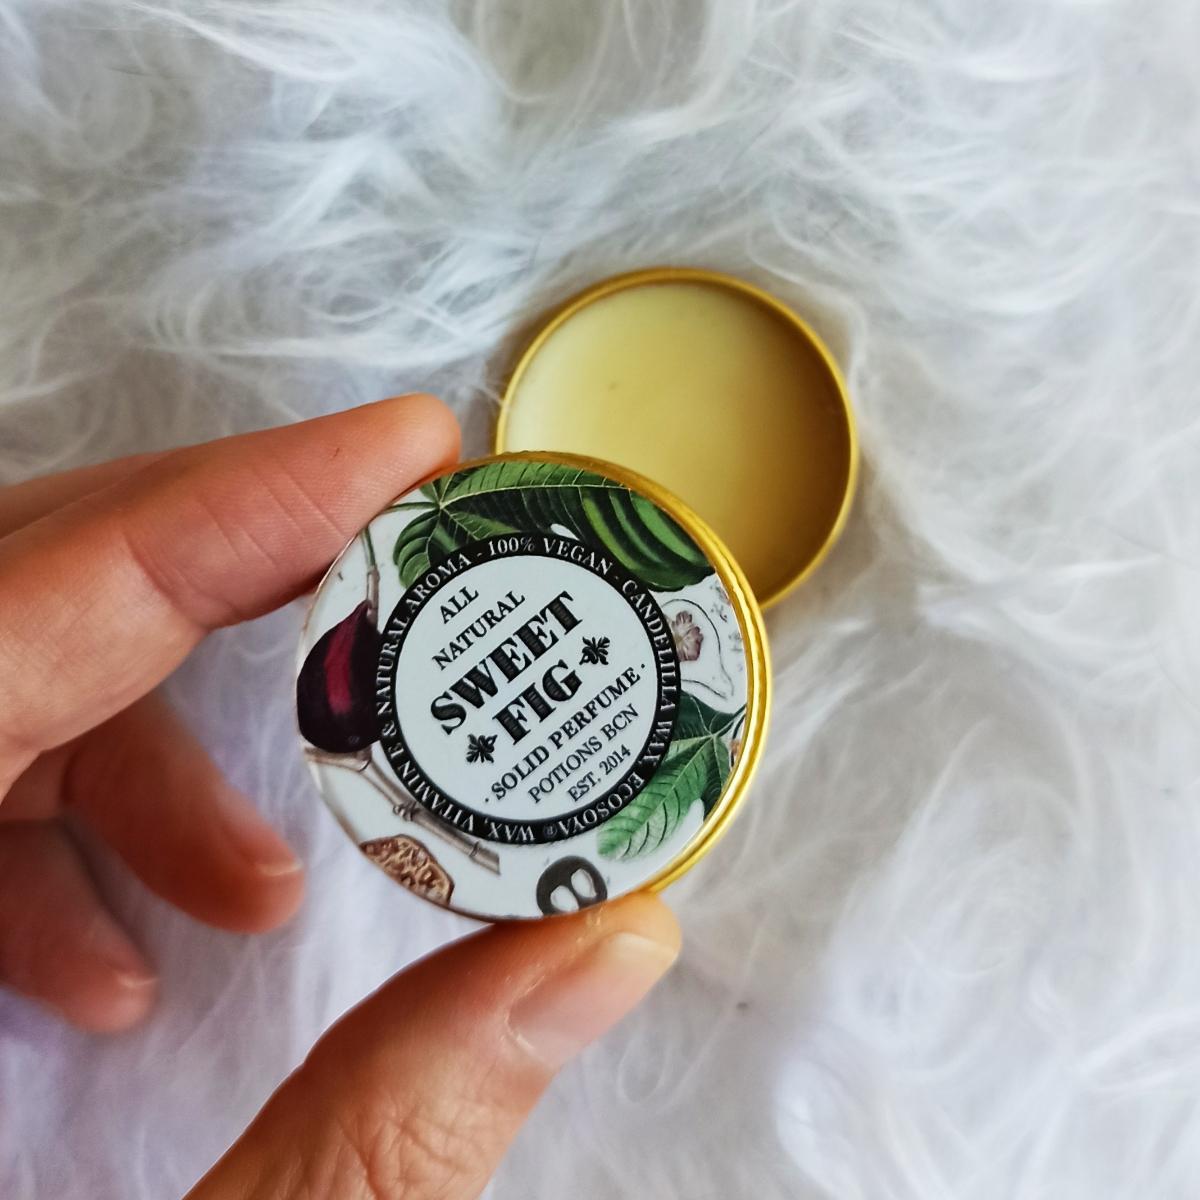 ALL
NATURAL
SWEET
FIG
· SOLID PERFUME ·
POTIONS BCN
EST. 2014
100% VEGAN - CANDELILLA WAX, ECOSOYA® WAX, VITAMIN E & NATURAL AROMA -